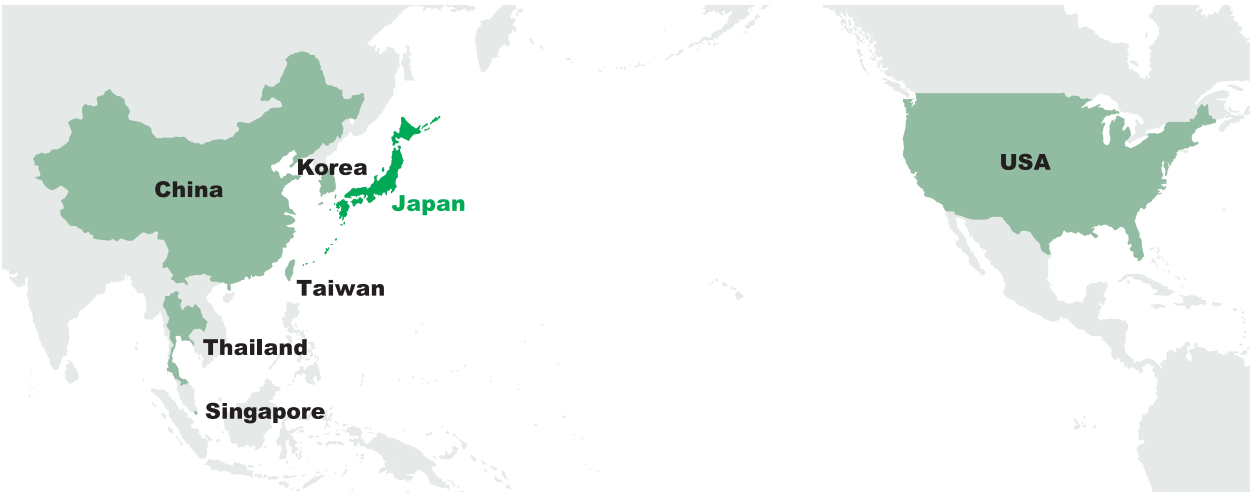 Korea
USA
China
Japan
Taiwan
Thailand
Singapore